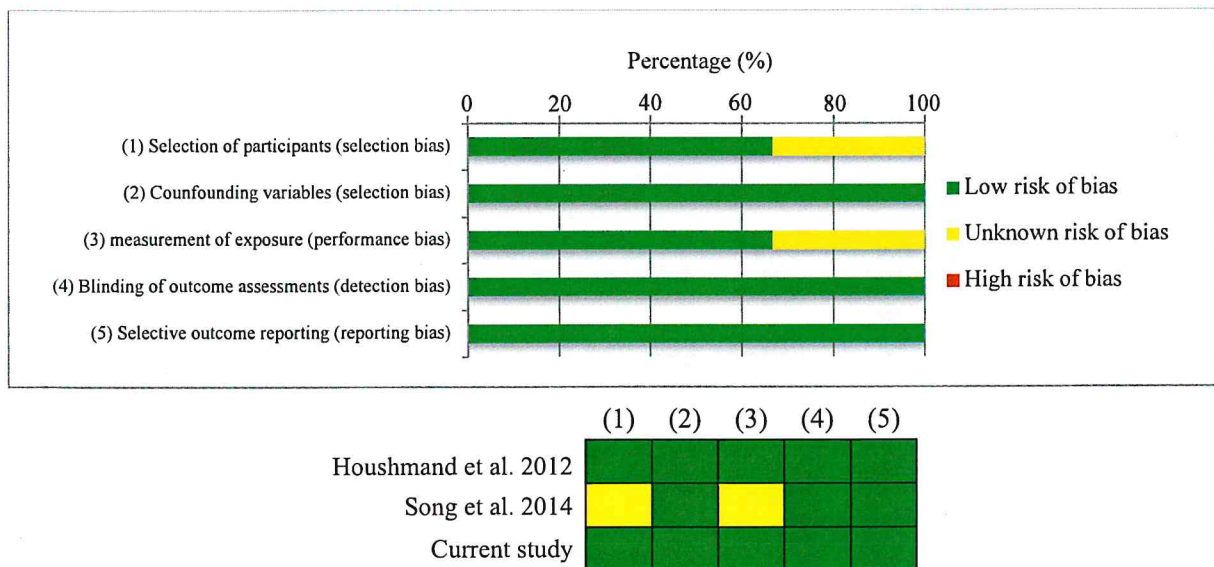 Percentage (%)
0 20 40 60 80 100
(1) Selection of participants (selection bias)
(2) Counfounding variables (selection bias)
(3) measurement of exposure (performance bias)
(4) Blinding of outcome assessments (detection bias)
(5) Selective outcome reporting (reporting bias)
Low risk of bias
Unknown risk of bias
High risk of bias
(1) (2) (3) (4) (5)
Houshmand et al. 2012
Song et al. 2014
Current study